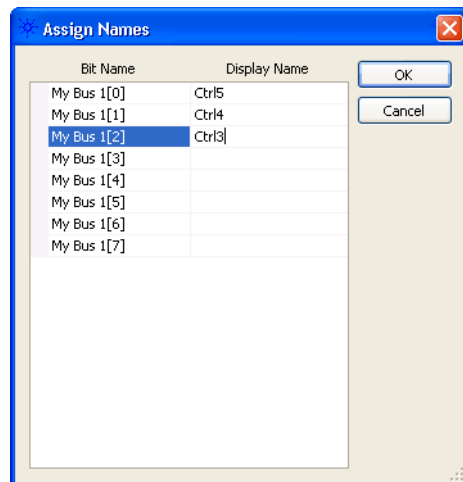 Assign Names
Bit Name Display Name
OK
My Bus 1[0] Ctrl5
My Bus 1[1] Ctrl4
Cancel
My Bus 1[2] Ctrl3
My Bus 1[3]
My Bus 1[4]
My Bus 1[5]
My Bus 1[6]
My Bus 1[7]